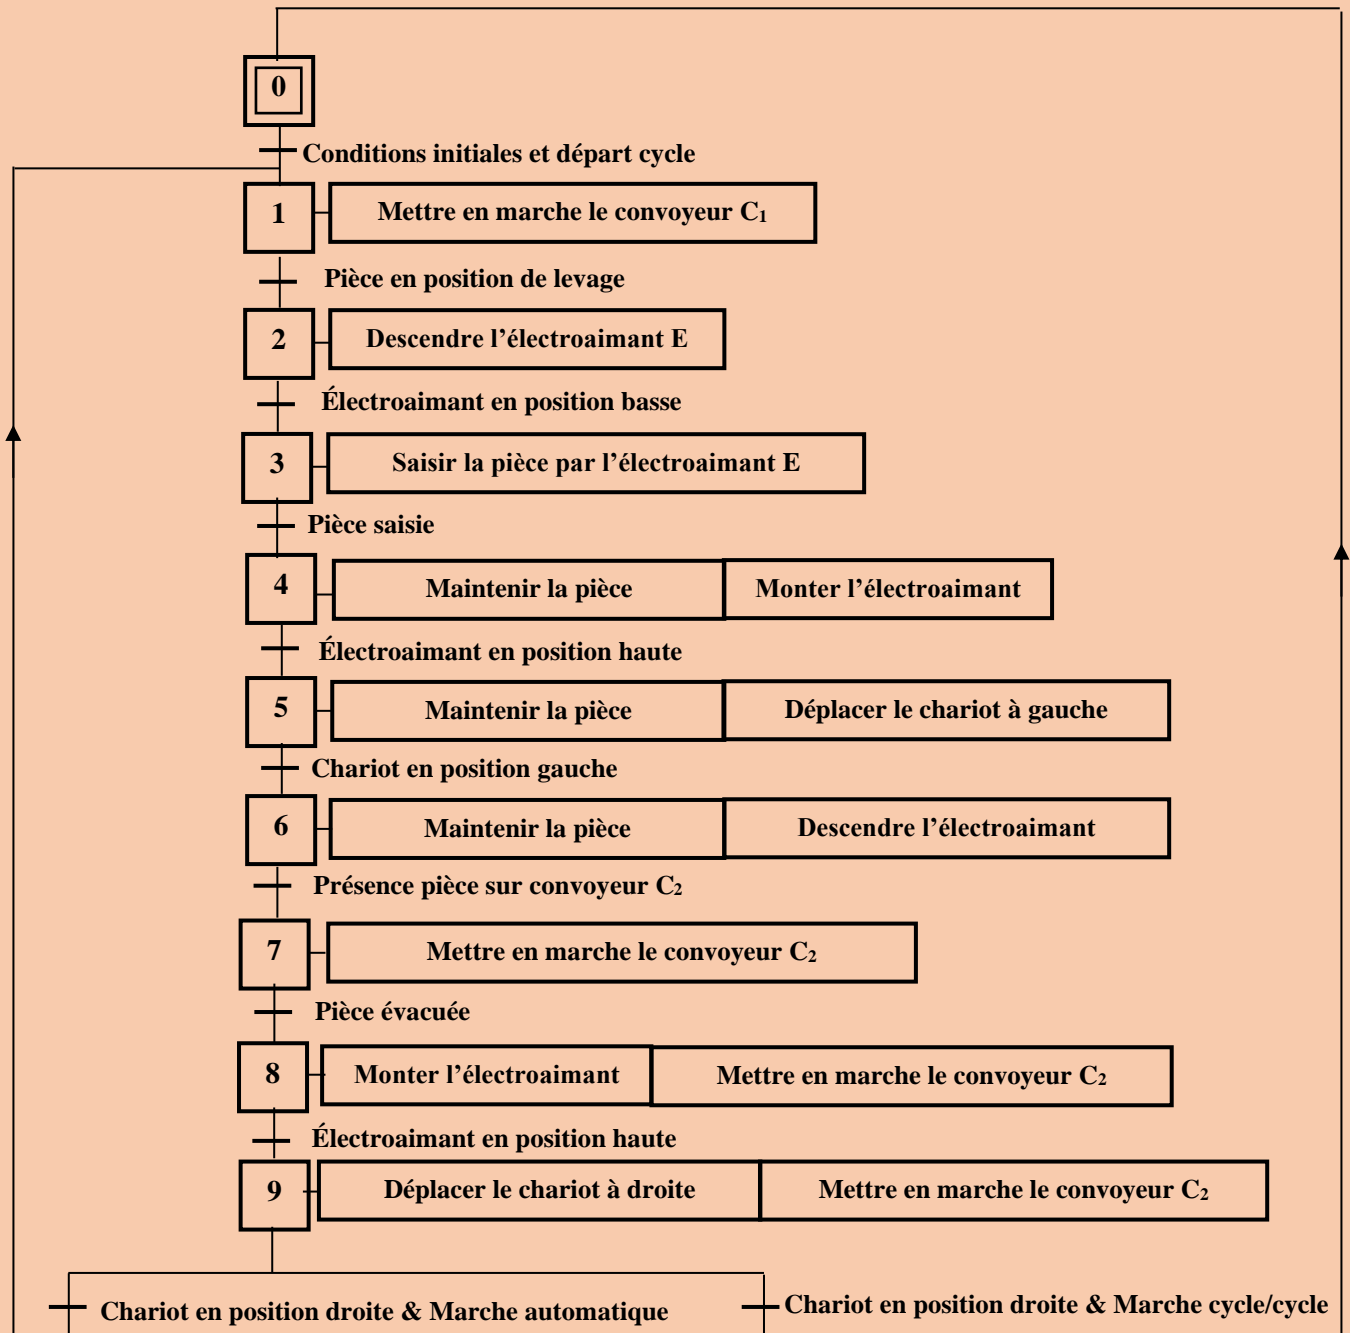 0
Conditions initiales et départ cycle
1 Mettre en marche le convoyeur C₁
Pièce en position de levage
2 Descendre l’électroaimant E
Électroaimant en position basse
3 Saisir la pièce par l’électroaimant E
Pièce saisie
4 Maintenir la pièce Monter l’électroaimant
Électroaimant en position haute
5 Maintenir la pièce Déplacer le chariot à gauche
Chariot en position gauche
6 Maintenir la pièce Descendre l’électroaimant
Présence pièce sur convoyeur C₂
7 Mettre en marche le convoyeur C₂
Pièce évacuée
8 Monter l’électroaimant Mettre en marche le convoyeur C₂
Électroaimant en position haute
9 Déplacer le chariot à droite Mettre en marche le convoyeur C₂
Chariot en position droite & Marche automatique Chariot en position droite & Marche cycle/cycle